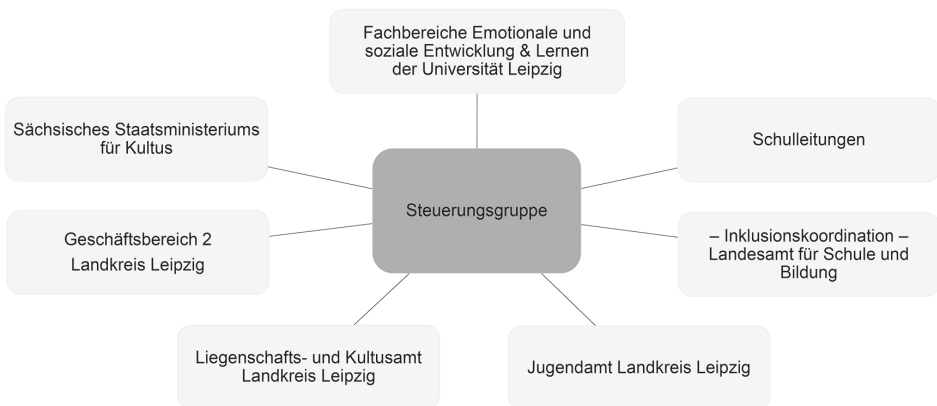 Fachbereiche Emotionale und
soziale Entwicklung & Lernen
der Universität Leipzig
Sächsisches Staatsministeriums
für Kultus
Schulleitungen
Steuerungsgruppe
Geschäftsbereich 2
Landkreis Leipzig
– Inklusionskoordination –
Landesamt für Schule und
Bildung
Liegenschafts- und Kultusamt
Landkreis Leipzig
Jugendamt Landkreis Leipzig